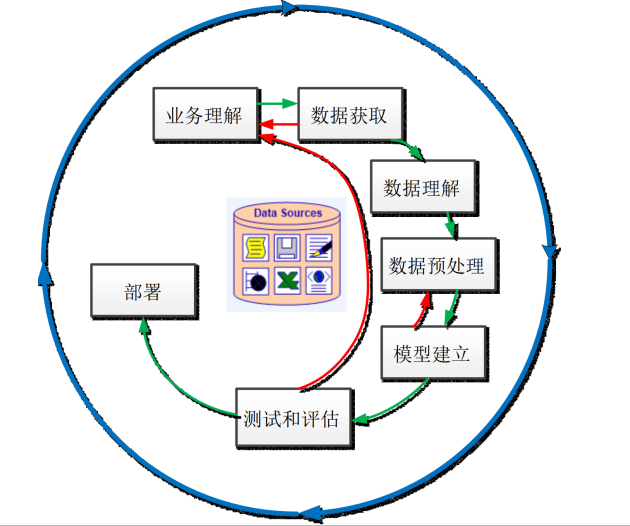 业务理解
数据获取
数据理解
Data Sources
数据预处理
部署
模型建立
测试和评估